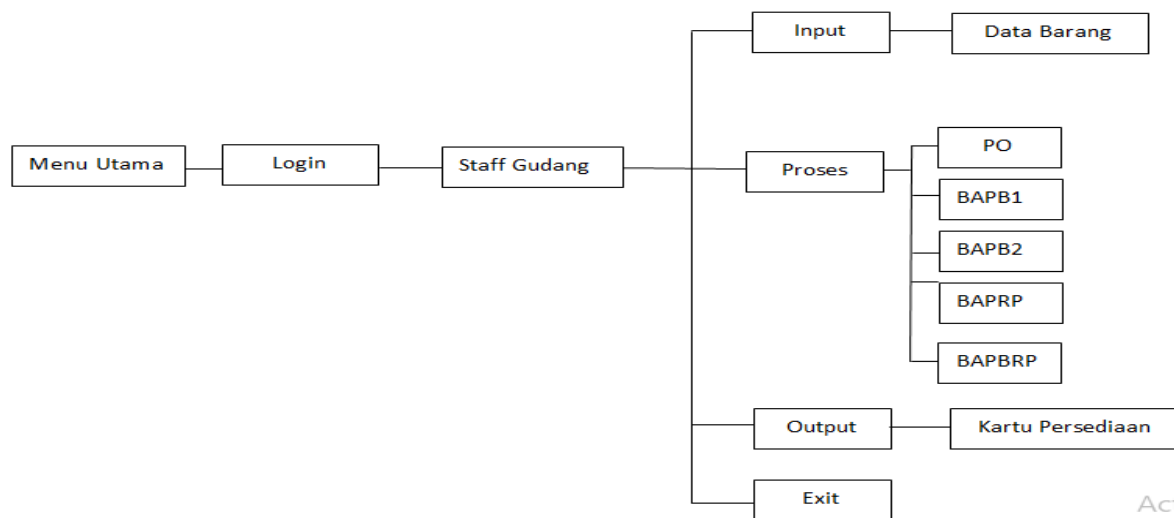 Input
Data Barang
Menu Utama
Login
Staff Gudang
Proses
PO
BAPB1
BAPB2
BAPRP
BAPBRP
Output
Kartu Persediaan
Exit